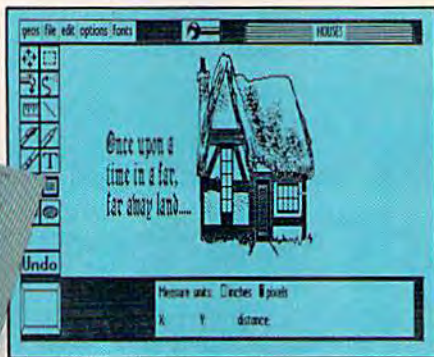 geos file edit options fonts
HOUSES
Once upon a
time in a far,
far away land....
T
Undo
Measure units: inches pixels
X Y distance